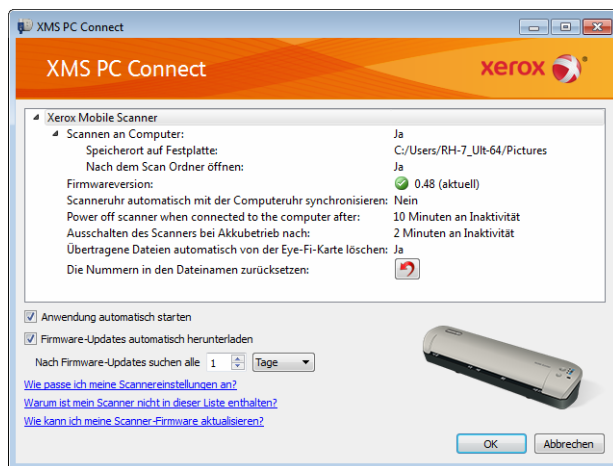 XMS PC Connect
XMS PC Connect
xerox
Xerox Mobile Scanner
Scannen an Computer: Ja
Speicherort auf Festplatte: C:/Users/RH-7_Ult-64/Pictures
Nach dem Scan Ordner öffnen: Ja
Firmwareversion: 0.48 (aktuell)
Scanneruhr automatisch mit der Computeruhr synchronisieren: Nein
Power off scanner when connected to the computer after: 10 Minuten an Inaktivität
Ausschalten des Scanners bei Akkubetrieb nach: 2 Minuten an Inaktivität
Übertragene Dateien automatisch von der Eye-Fi-Karte löschen: Ja
Die Nummern in den Dateinamen zurücksetzen:
Anwendung automatisch starten
Firmware-Updates automatisch herunterladen
Nach Firmware-Updates suchen alle 1 Tage
Wie passe ich meine Scannereinstellungen an?
Warum ist mein Scanner nicht in dieser Liste enthalten?
Wie kann ich meine Scanner-Firmware aktualisieren?
OK Abbrechen